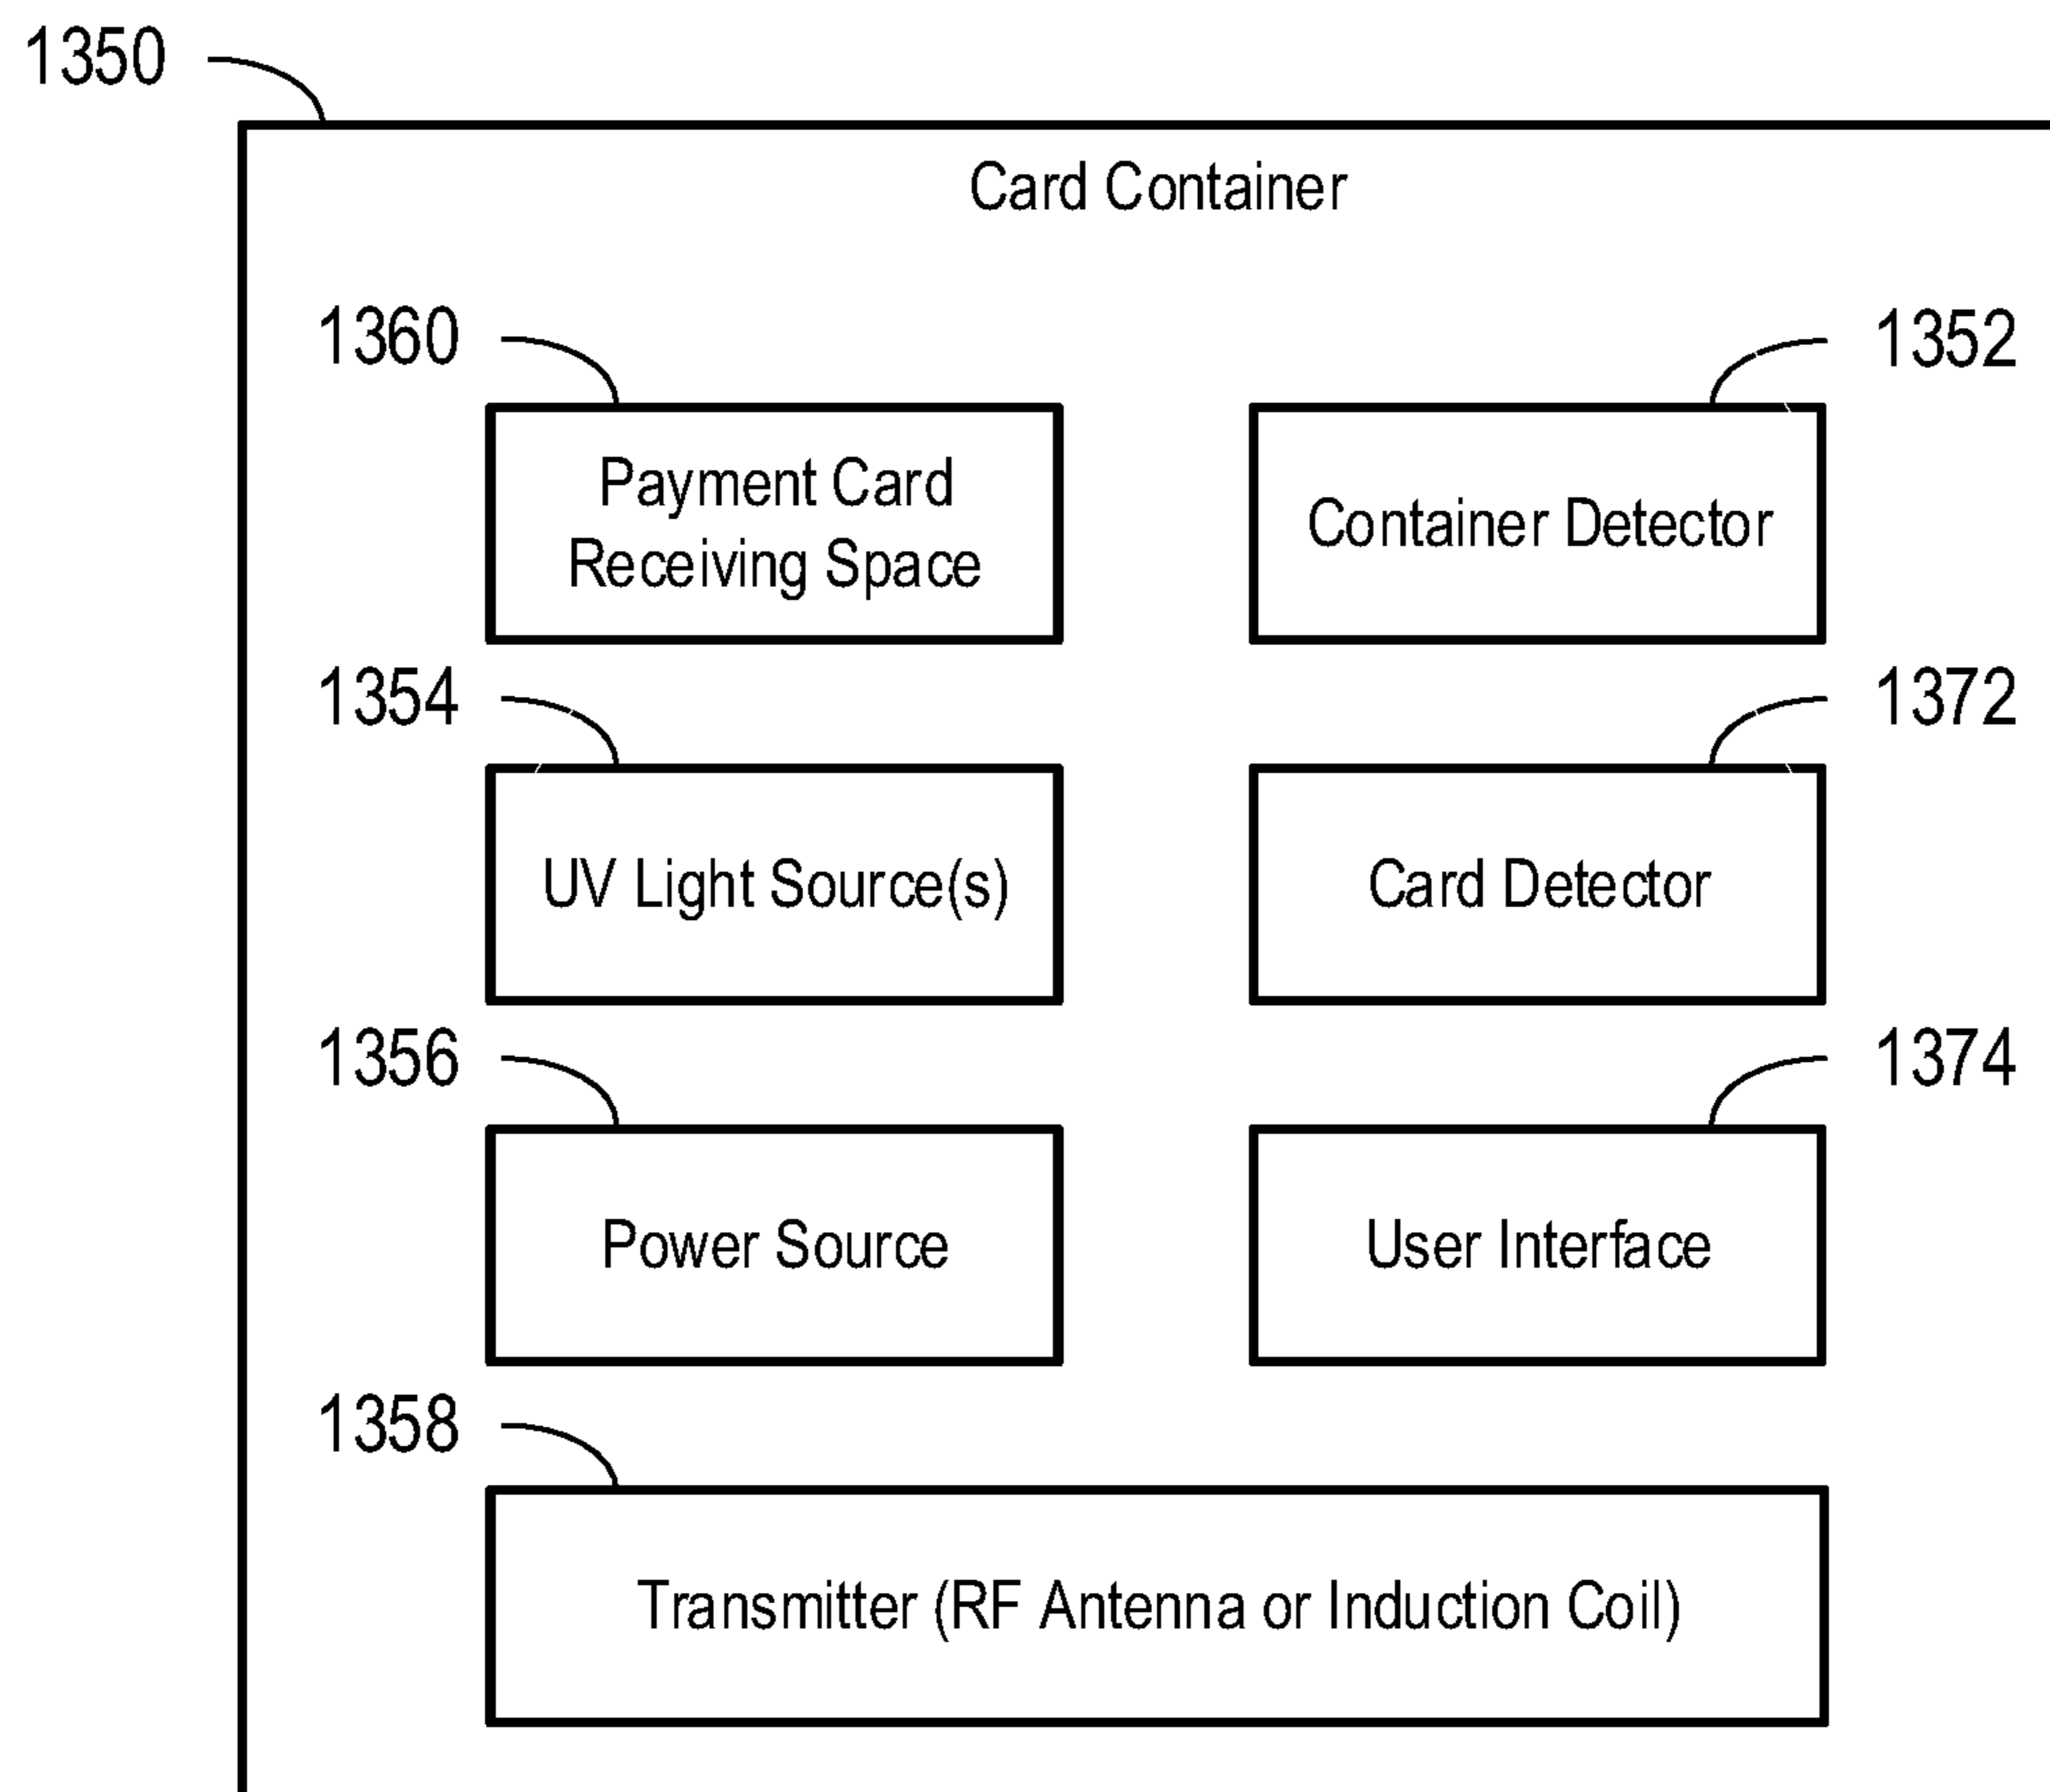 1350
Card Container
1360
1352
Payment Card
Receiving Space
Container Detector
1354
1372
UV Light Source(s)
Card Detector
1356
1374
Power Source
User Interface
1358
Transmitter (RF Antenna or Induction Coil)